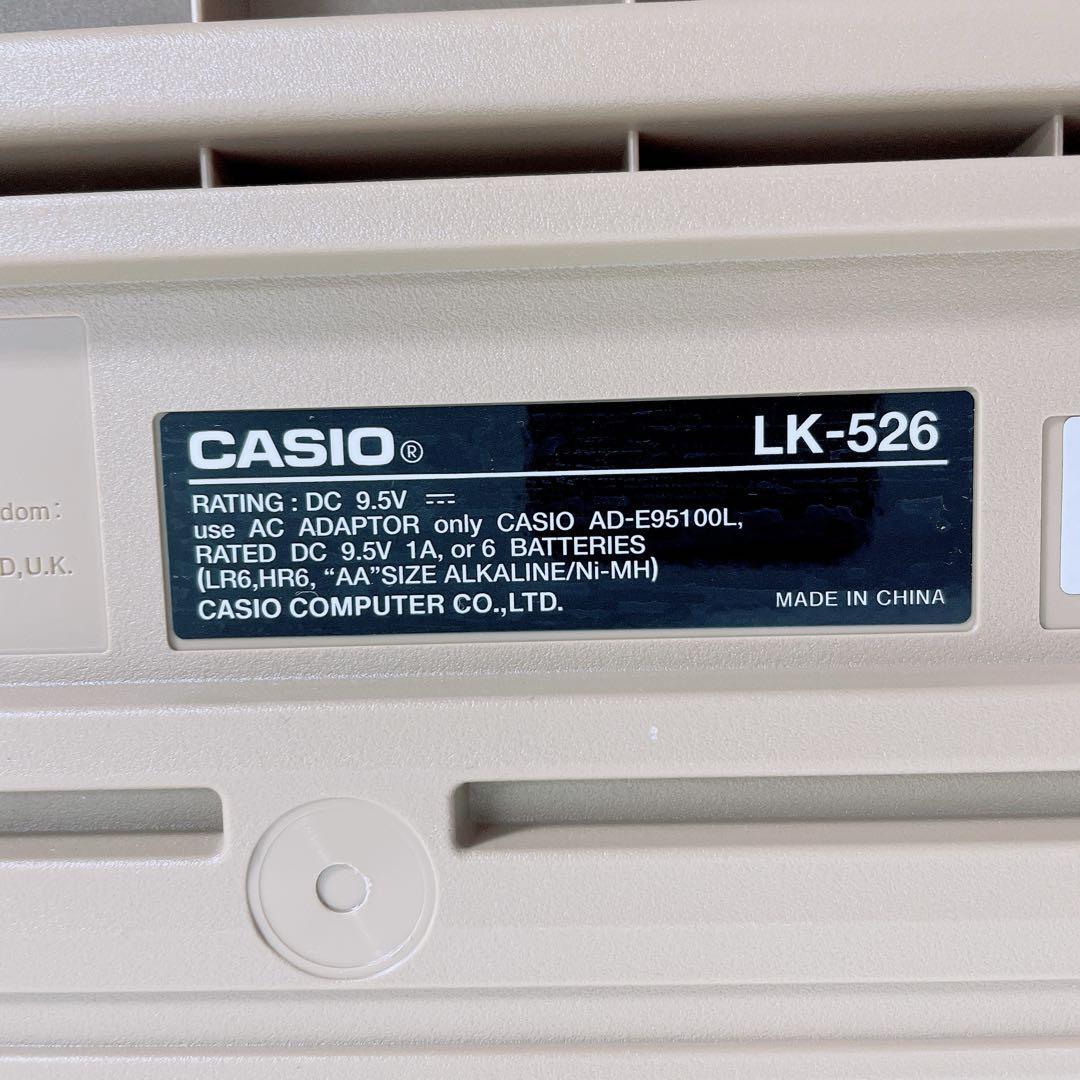 CASIO® LK-526
RATING : DC 9.5V ⎓
use AC ADAPTOR only CASIO AD-E95100L,
RATED DC 9.5V 1A, or 6 BATTERIES
(LR6,HR6, “AA”SIZE ALKALINE/Ni-MH)
CASIO COMPUTER CO.,LTD. MADE IN CHINA
dom:
D,U.K.